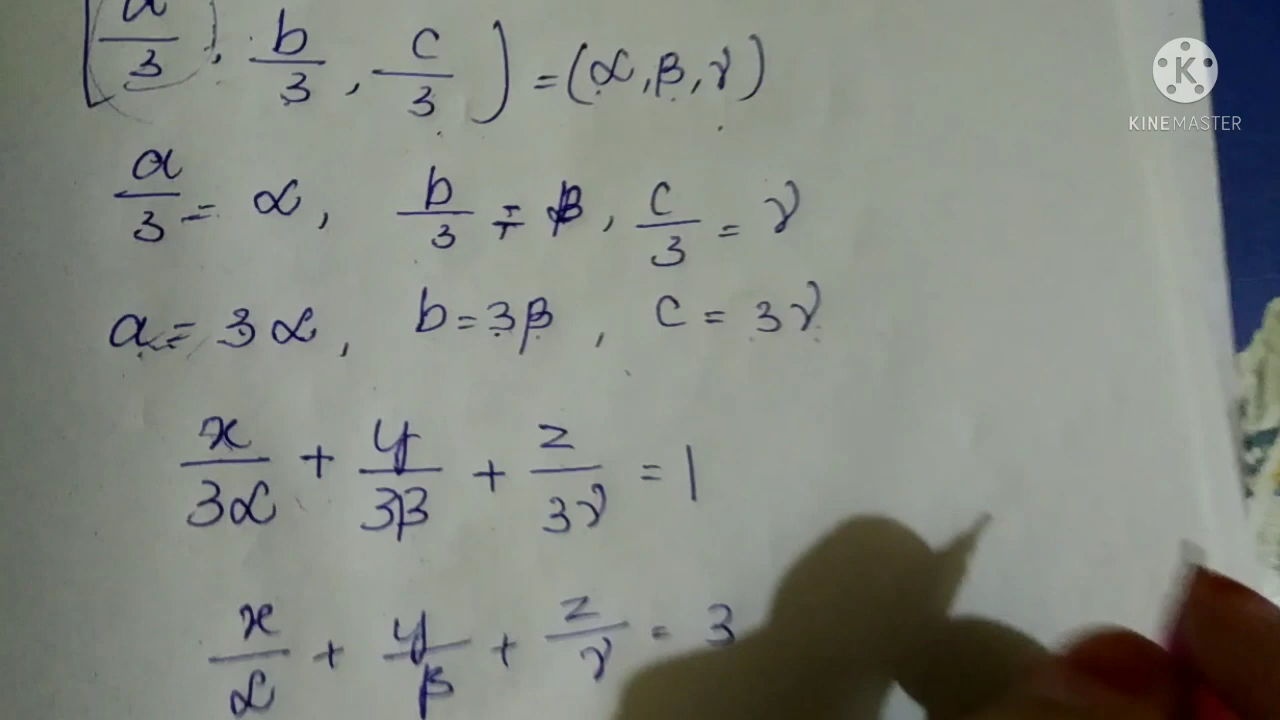 (a/3, b/3, c/3) = (α, β, γ)
K
KINEMASTER
a/3 = α, b/3 = β, c/3 = γ
a = 3α, b = 3β, c = 3γ
x/3α + y/3β + z/3γ = 1
x/α + y/β + z/γ = 3